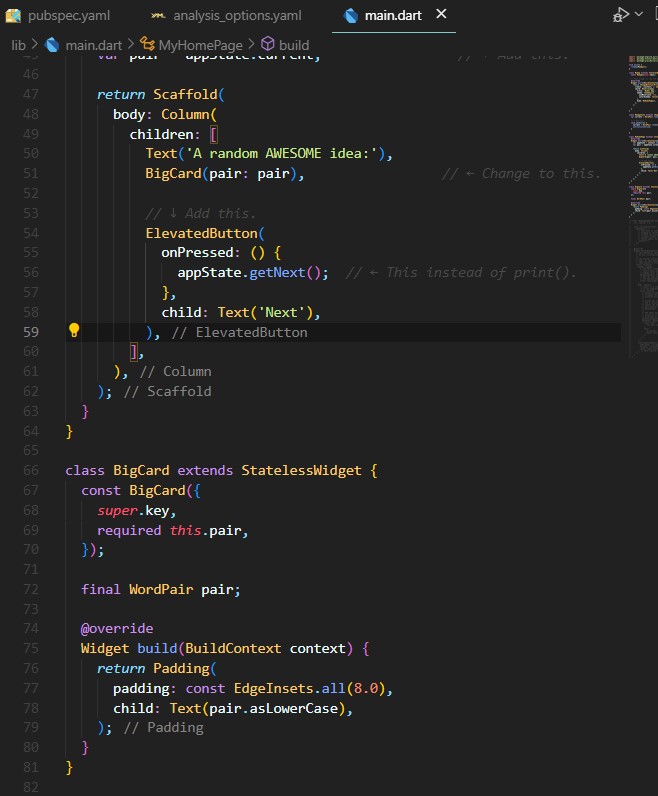 pubspec.yaml analysis_options.yaml main.dart
lib > main.dart > MyHomePage > build
45 var pair = appState.current; // ← Add this.
46
47 return Scaffold(
48 body: Column(
49 children: [
50 Text('A random AWESOME idea:'),
51 BigCard(pair: pair), // ← Change to this.
52
53 // ↓ Add this.
54 ElevatedButton(
55 onPressed: () {
56 appState.getNext(); // ← This instead of print().
57 },
58 child: Text('Next'),
59 ), // ElevatedButton
60 ],
61 ), // Column
62 ); // Scaffold
63 }
64 }
65
66 class BigCard extends StatelessWidget {
67 const BigCard({
68 super.key,
69 required this.pair,
70 });
71
72 final WordPair pair;
73
74 @override
75 Widget build(BuildContext context) {
76 return Padding(
77 padding: const EdgeInsets.all(8.0),
78 child: Text(pair.asLowerCase),
79 ); // Padding
80 }
81 }
82